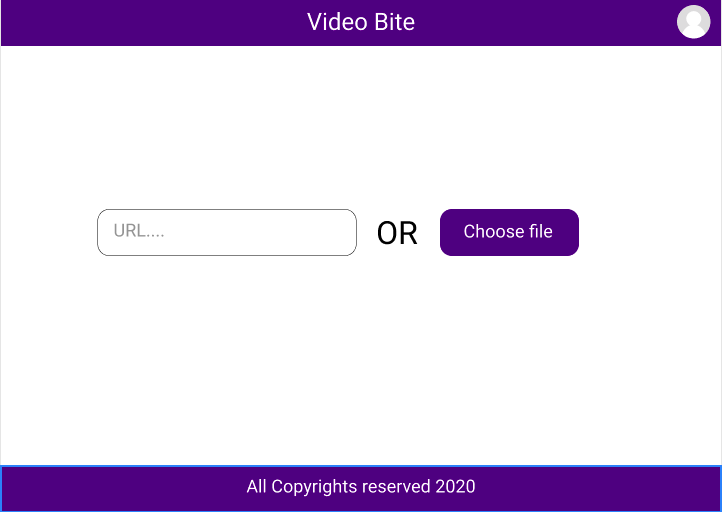 Video Bite
URL....
OR
Choose file
All Copyrights reserved 2020